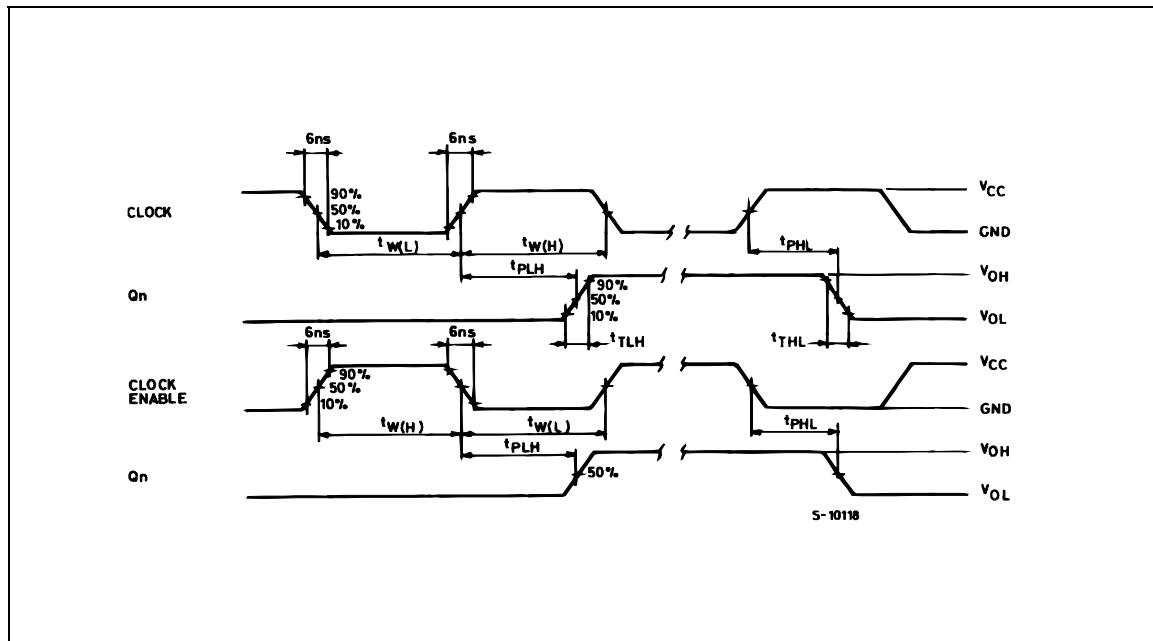 6ns 6ns
90%
50%
10%
CLOCK
VCC
GND
tW(L) tW(H) tPHL
tPLH
Qn
90%
50%
10%
VOH
VOL
tTLH tTHL
6ns 6ns
90%
50%
10%
CLOCK
ENABLE
VCC
GND
tW(H) tW(L) tPHL
tPLH
Qn
50%
VOH
VOL
S-10118